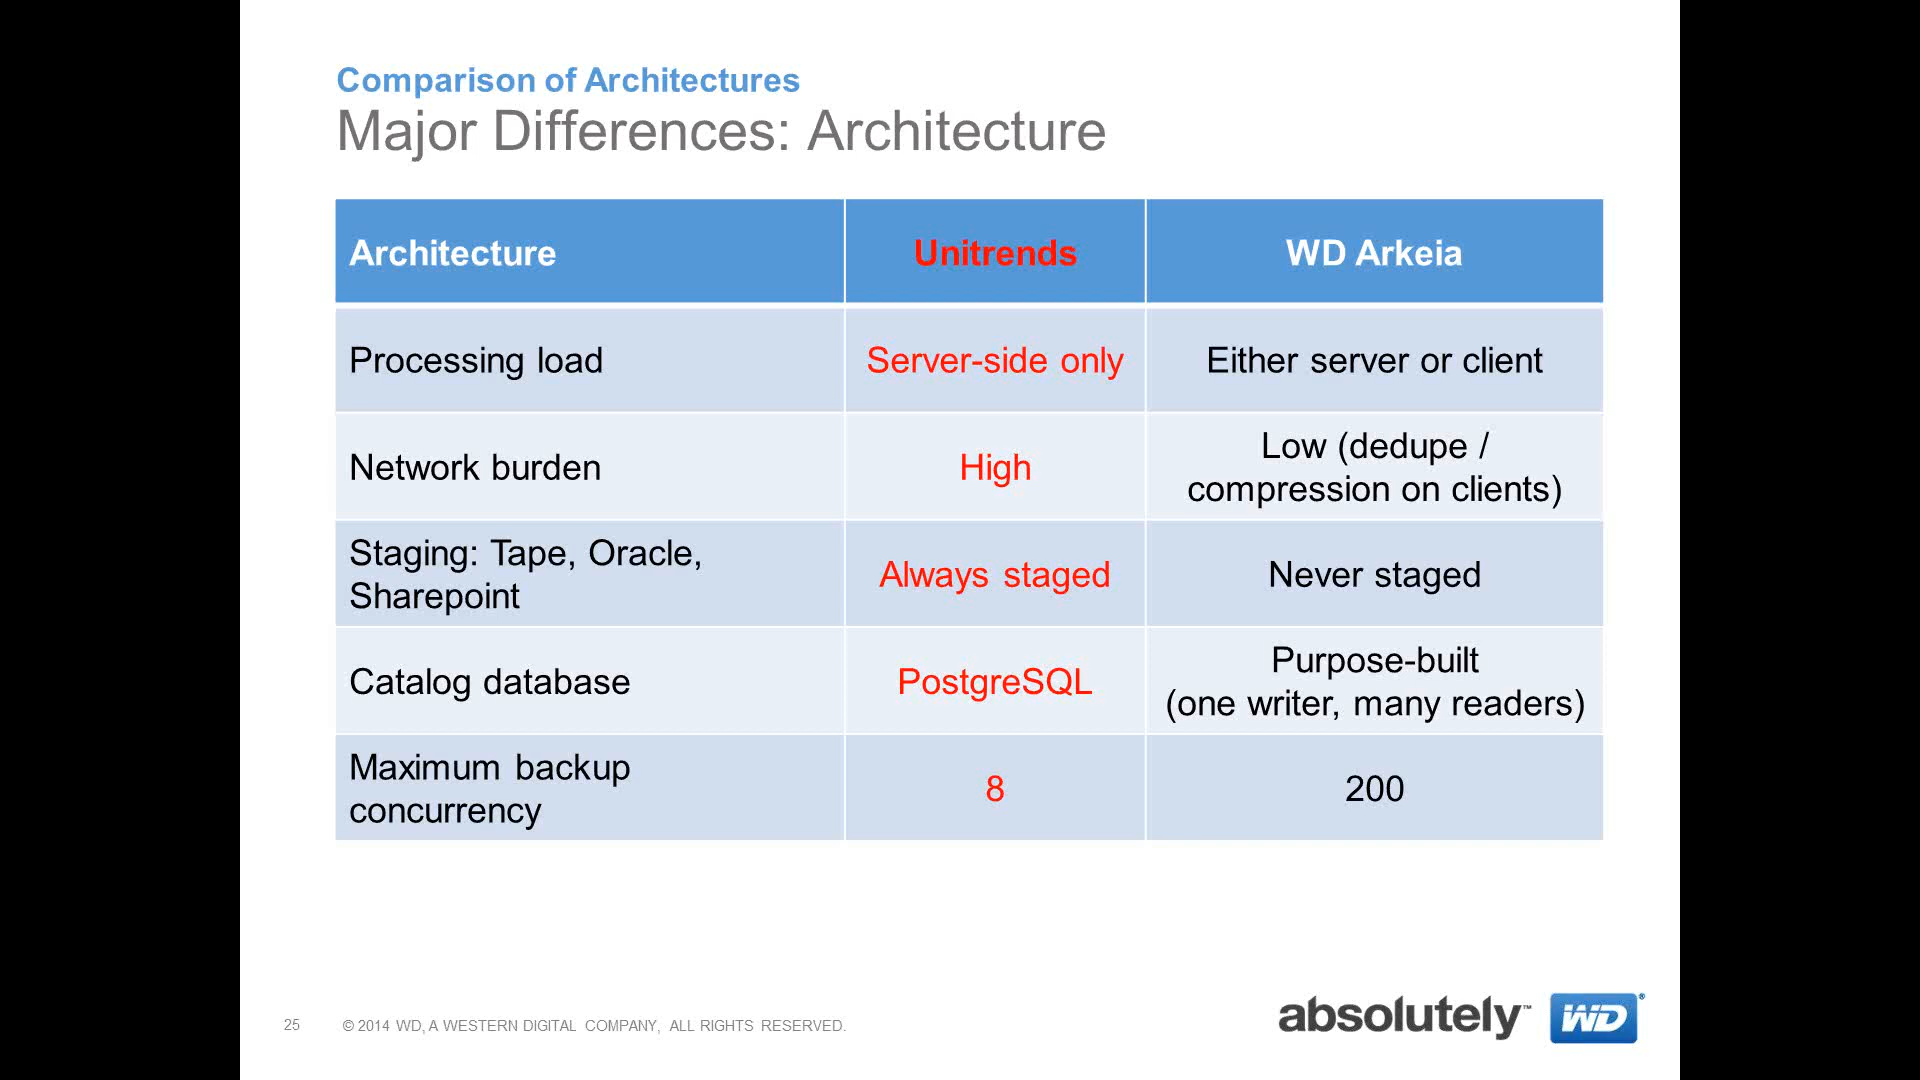 Comparison of Architectures
Major Differences: Architecture
Architecture
Unitrends
WD Arkeia
Processing load
Server-side only
Either server or client
Network burden
High
Low (dedupe /
compression on clients)
Staging: Tape, Oracle,
Sharepoint
Always staged
Never staged
Catalog database
PostgreSQL
Purpose-built
(one writer, many readers)
Maximum backup
concurrency
8
200
25
© 2014 WD, A WESTERN DIGITAL COMPANY, ALL RIGHTS RESERVED.
absolutely™
WD®